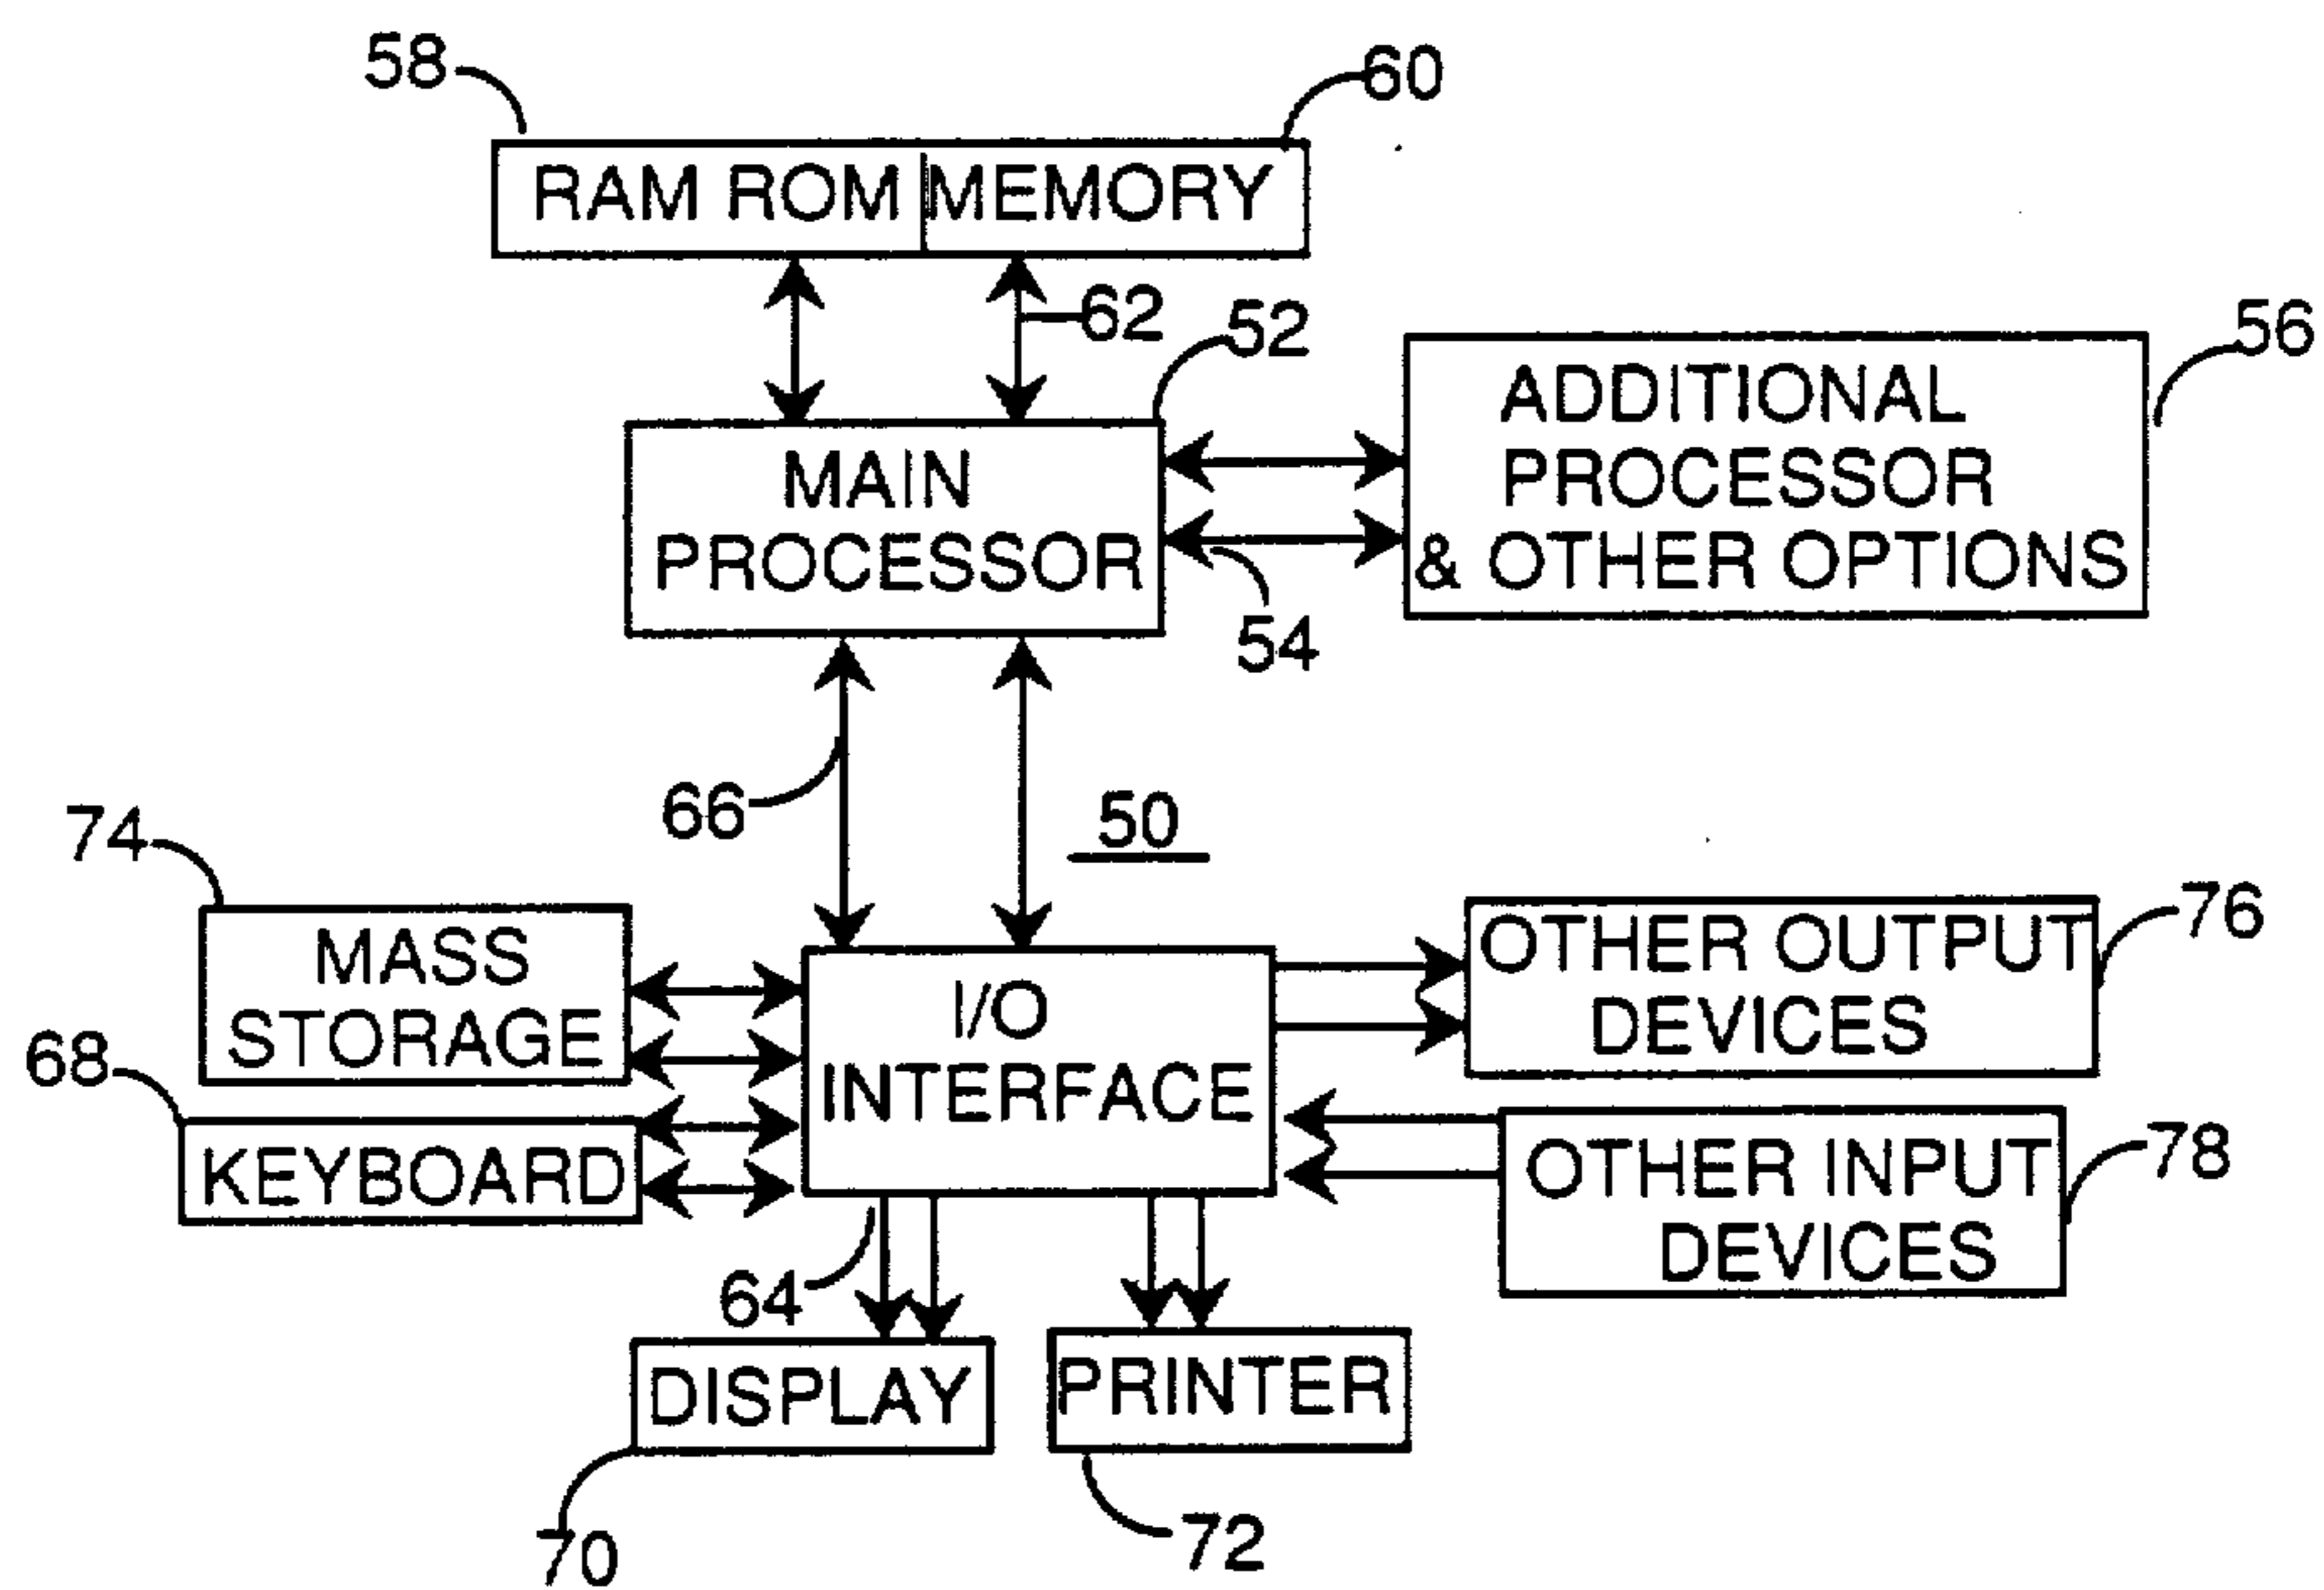 58
60
RAM ROM MEMORY
62
52
56
MAIN
PROCESSOR
ADDITIONAL
PROCESSOR
& OTHER OPTIONS
54
66
50
74
MASS
STORAGE
68
KEYBOARD
I/O
INTERFACE
OTHER OUTPUT
DEVICES
76
OTHER INPUT
DEVICES
78
64
DISPLAY
PRINTER
70
72